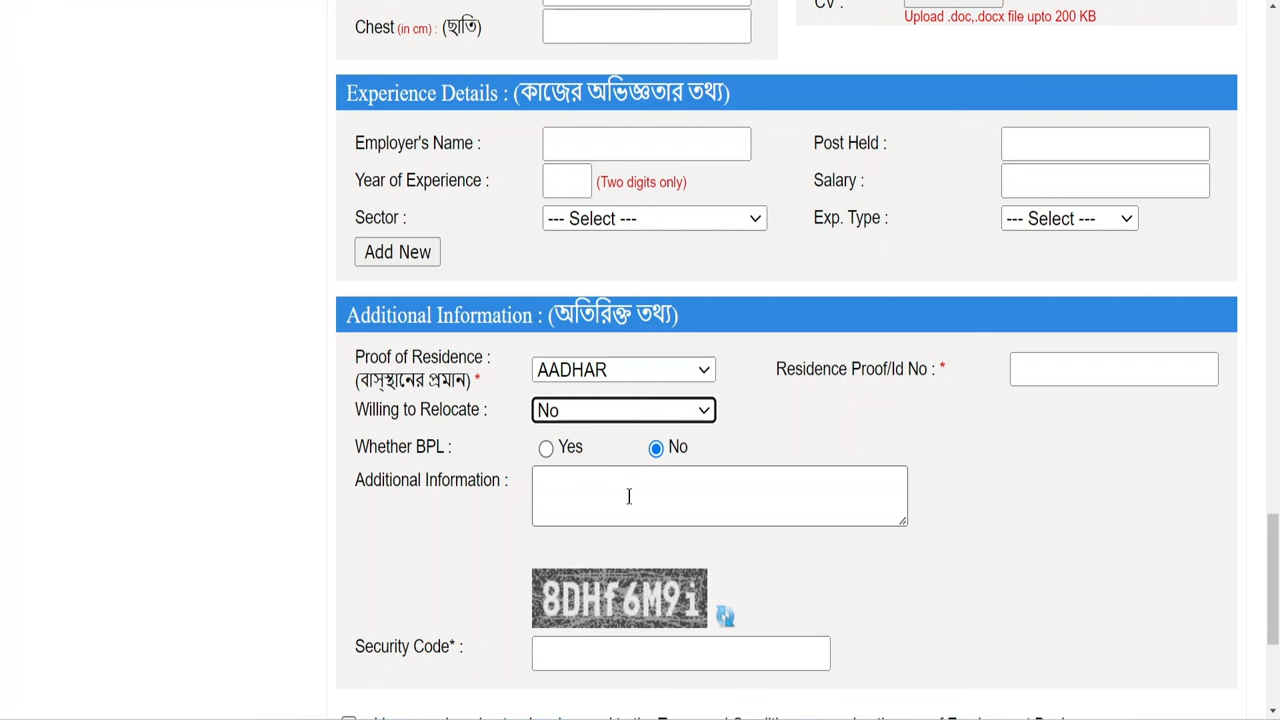 CV :
Upload .doc,.docx file upto 200 KB
Chest (in cm) : (ছাতি)
Experience Details : (কাজের অভিজ্ঞতার তথ্য)
Employer's Name :
Post Held :
Year of Experience :
(Two digits only)
Salary :
Sector :
--- Select ---
Exp. Type :
--- Select ---
Add New
Additional Information : (অতিরিক্ত তথ্য)
Proof of Residence :
(বাস্স্থানের প্রমান) *
AADHAR
Residence Proof/Id No : *
Willing to Relocate :
No
Whether BPL :
Yes
No
Additional Information :
8DHf6M9i
Security Code* :